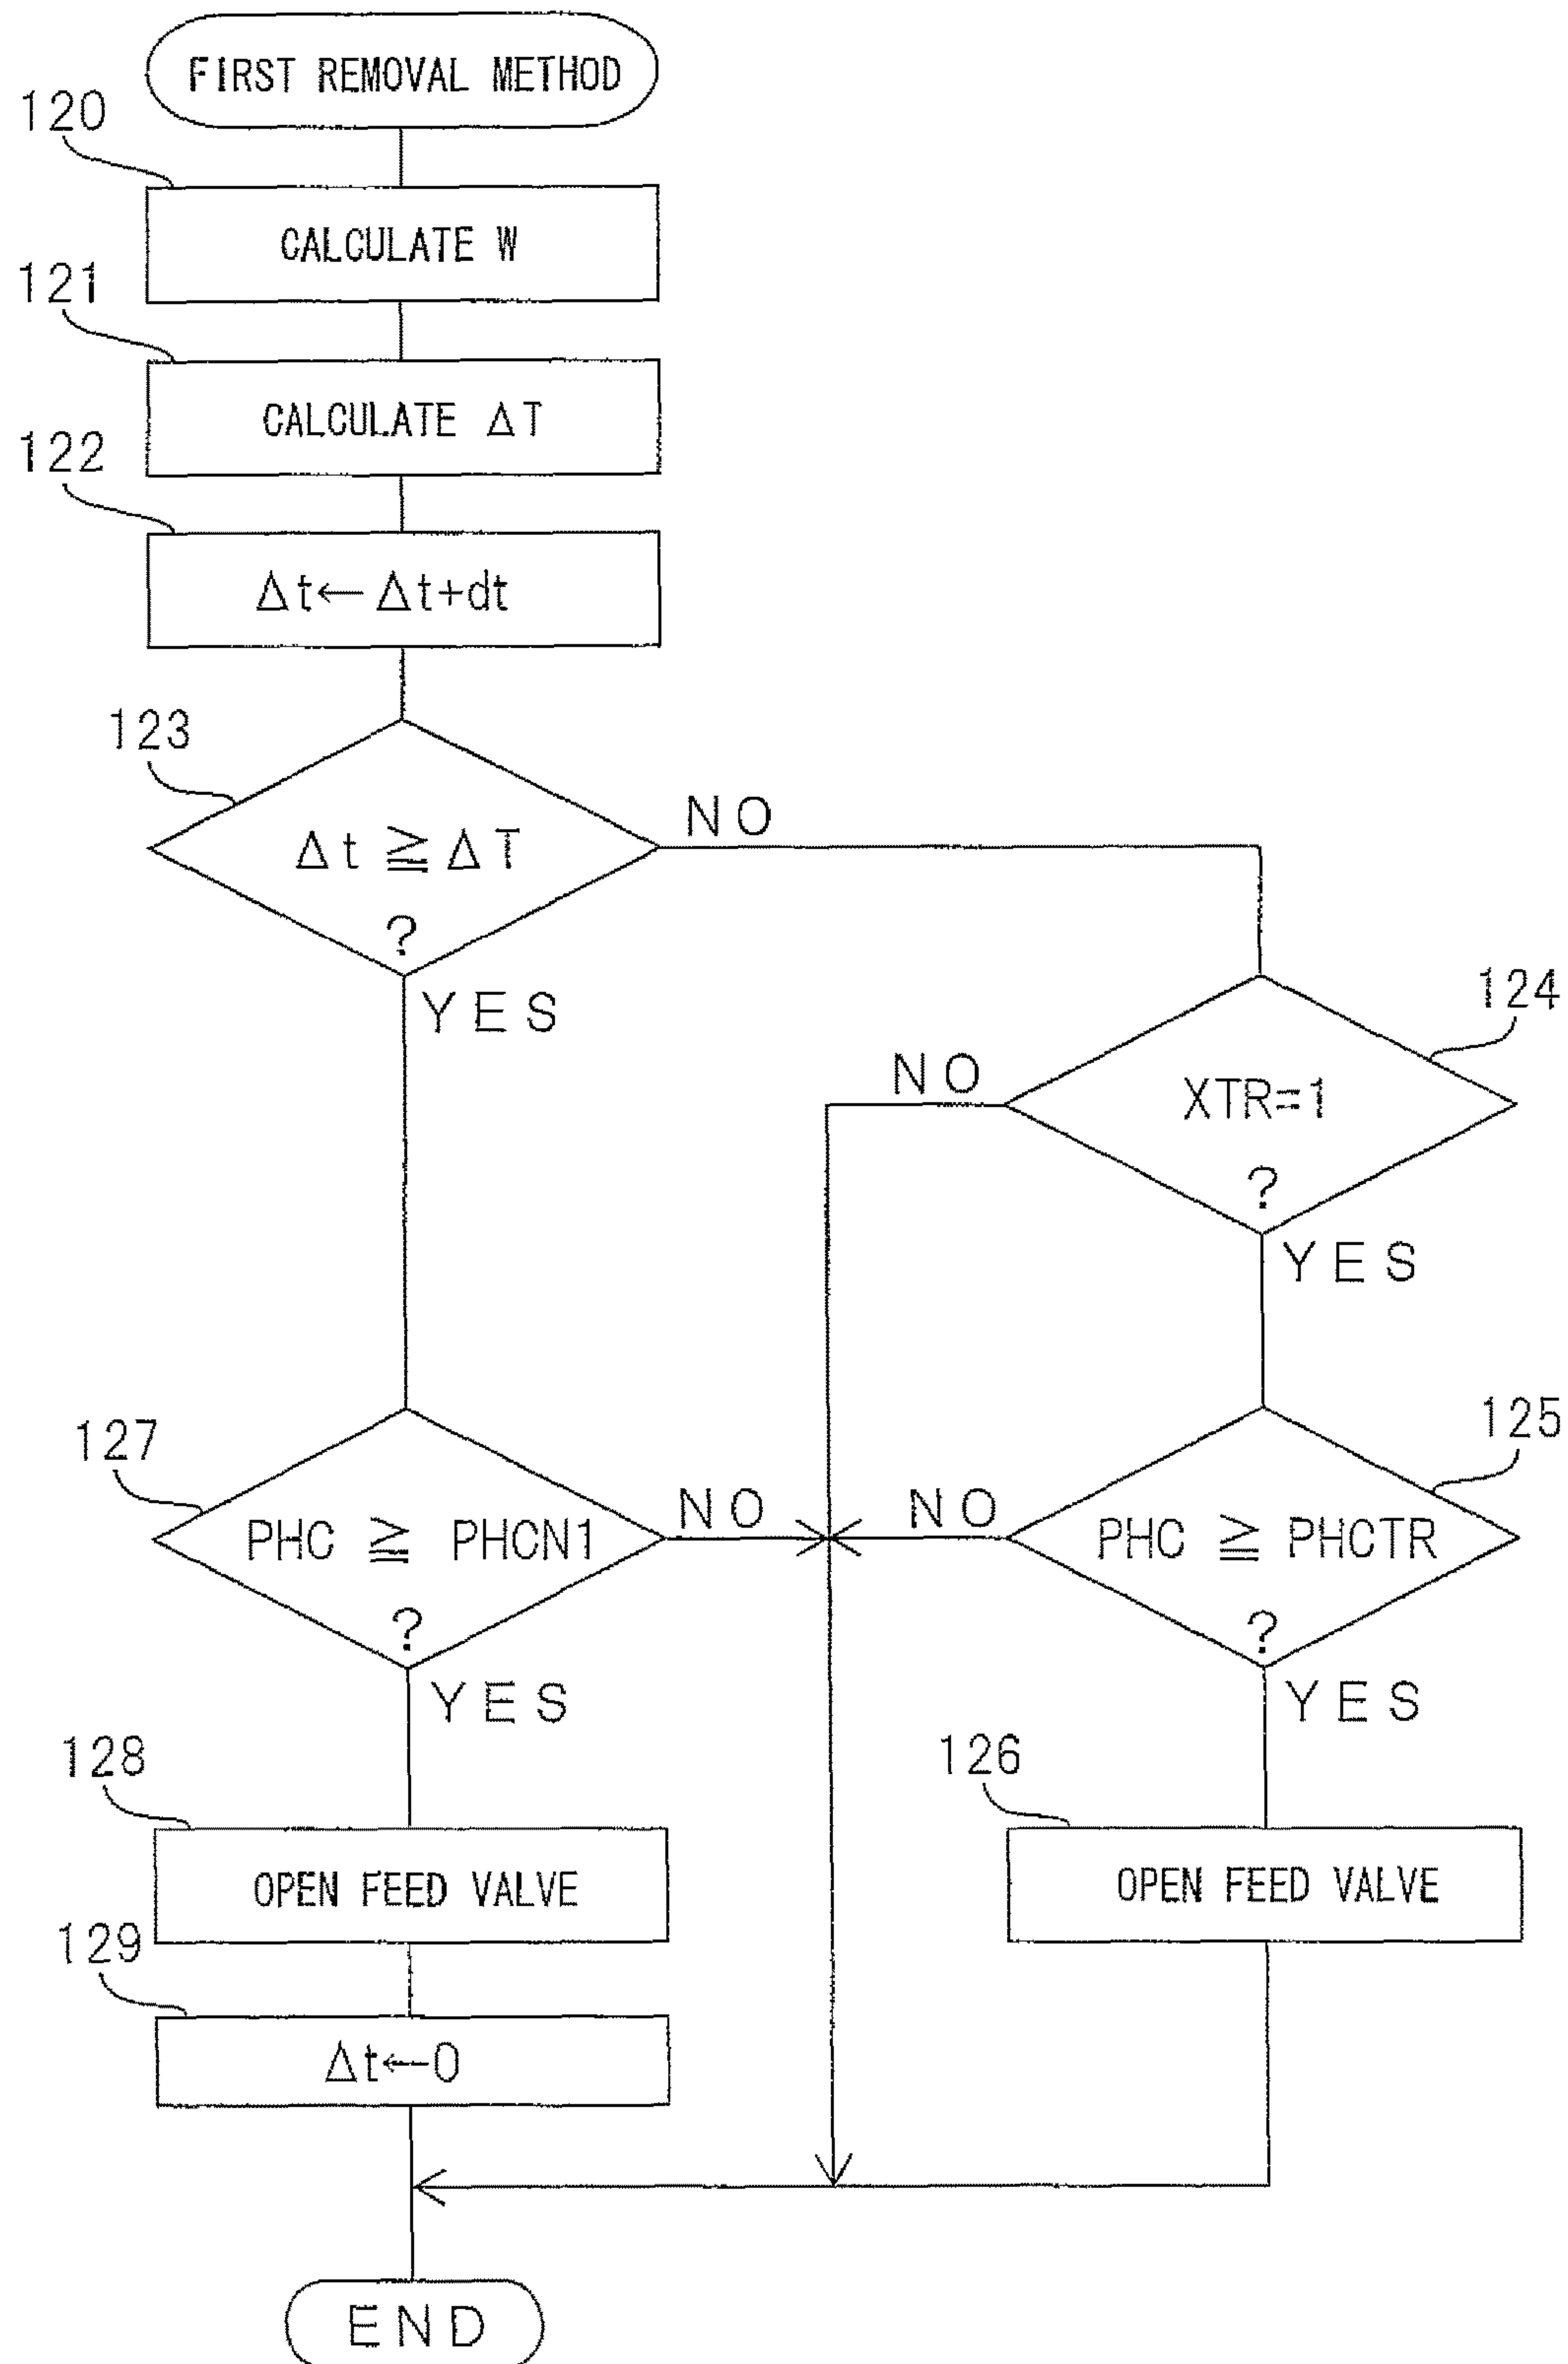 FIRST REMOVAL METHOD
120
CALCULATE W
121
CALCULATE ΔT
122
Δt←Δt+dt
123
Δt ≧ ΔT
?
NO
YES
124
XTR=1
?
NO
YES
127
PHC ≧ PHCN1
?
NO
YES
125
PHC ≧ PHCTR
?
NO
YES
128
OPEN FEED VALVE
126
OPEN FEED VALVE
129
Δt←0
END